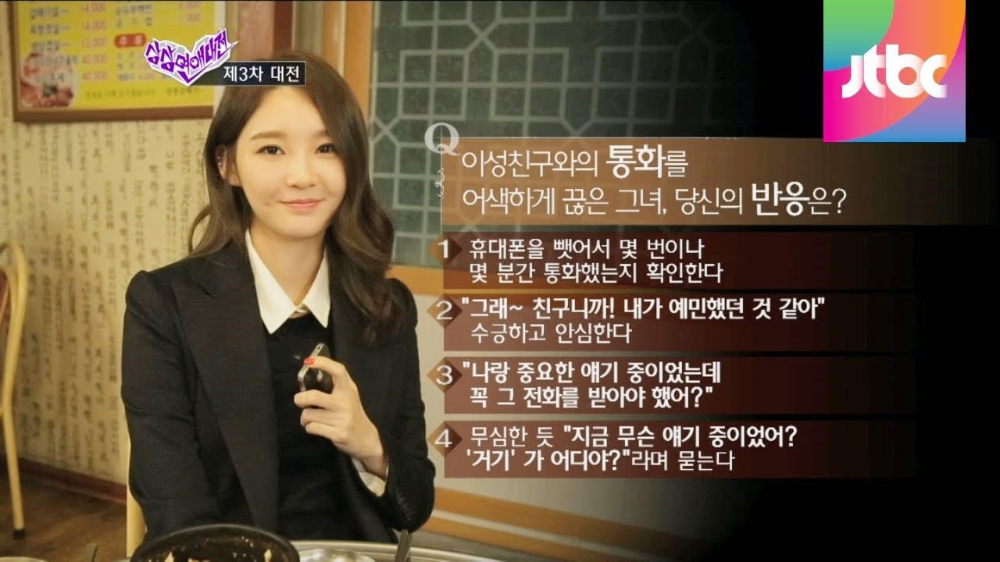 삼삼연애대전
제3차 대전
jtbc
Q
이성친구와의 통화를
어색하게 끊은 그녀, 당신의 반응은?
1 휴대폰을 뺏어서 몇 번이나
몇 분간 통화했는지 확인한다
2 "그래~ 친구니까! 내가 예민했던 것 같아"
수긍하고 안심한다
3 "나랑 중요한 얘기 중이었는데
꼭 그 전화를 받아야 했어?"
4 무심한 듯 "지금 무슨 얘기 중이었어?
'거기' 가 어디야?"라며 묻는다